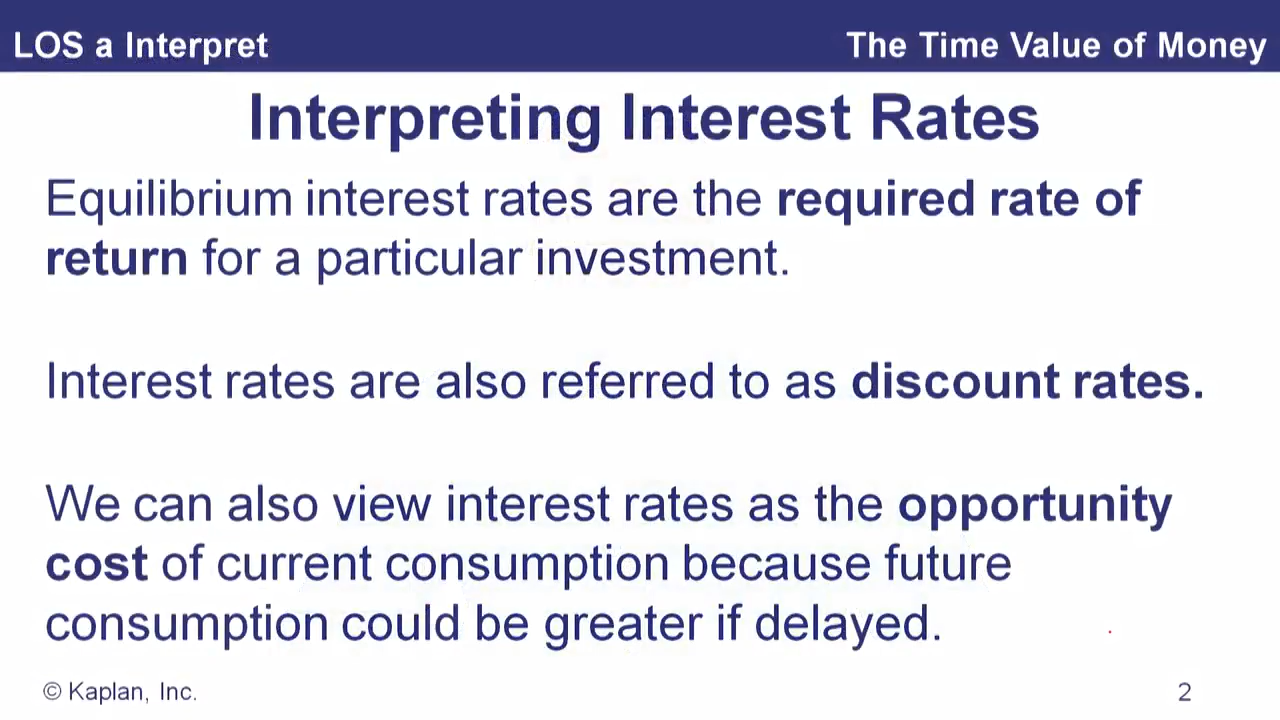 LOS a Interpret
The Time Value of Money
Interpreting Interest Rates
Equilibrium interest rates are the required rate of
return for a particular investment.
Interest rates are also referred to as discount rates.
We can also view interest rates as the opportunity
cost of current consumption because future
consumption could be greater if delayed.
© Kaplan, Inc.
2